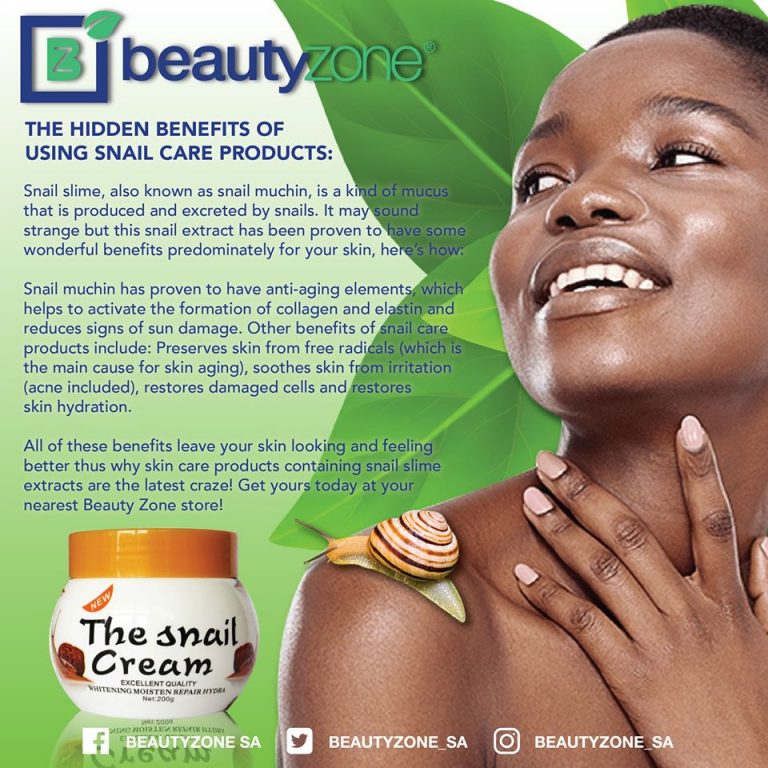 B
Z
beautyzone®
THE HIDDEN BENEFITS OF
USING SNAIL CARE PRODUCTS:
Snail slime, also known as snail muchin, is a kind of mucus
that is produced and excreted by snails. It may sound
strange but this snail extract has been proven to have some
wonderful benefits predominately for your skin, here's how:
Snail muchin has proven to have anti-aging elements, which
helps to activate the formation of collagen and elastin and
reduces signs of sun damage. Other benefits of snail care
products include: Preserves skin from free radicals (which is
the main cause for skin aging), soothes skin from irritation
(acne included), restores damaged cells and restores
skin hydration.
All of these benefits leave your skin looking and feeling
better thus why skin care products containing snail slime
extracts are the latest craze! Get yours today at your
nearest Beauty Zone store!
NEW
The snail
Cream
EXCELLENT QUALITY
WHITENING MOISTEN REPAIR HYDRA
Net:200g
BEAUTYZONE SA
BEAUTYZONE_SA
BEAUTYZONE_SA